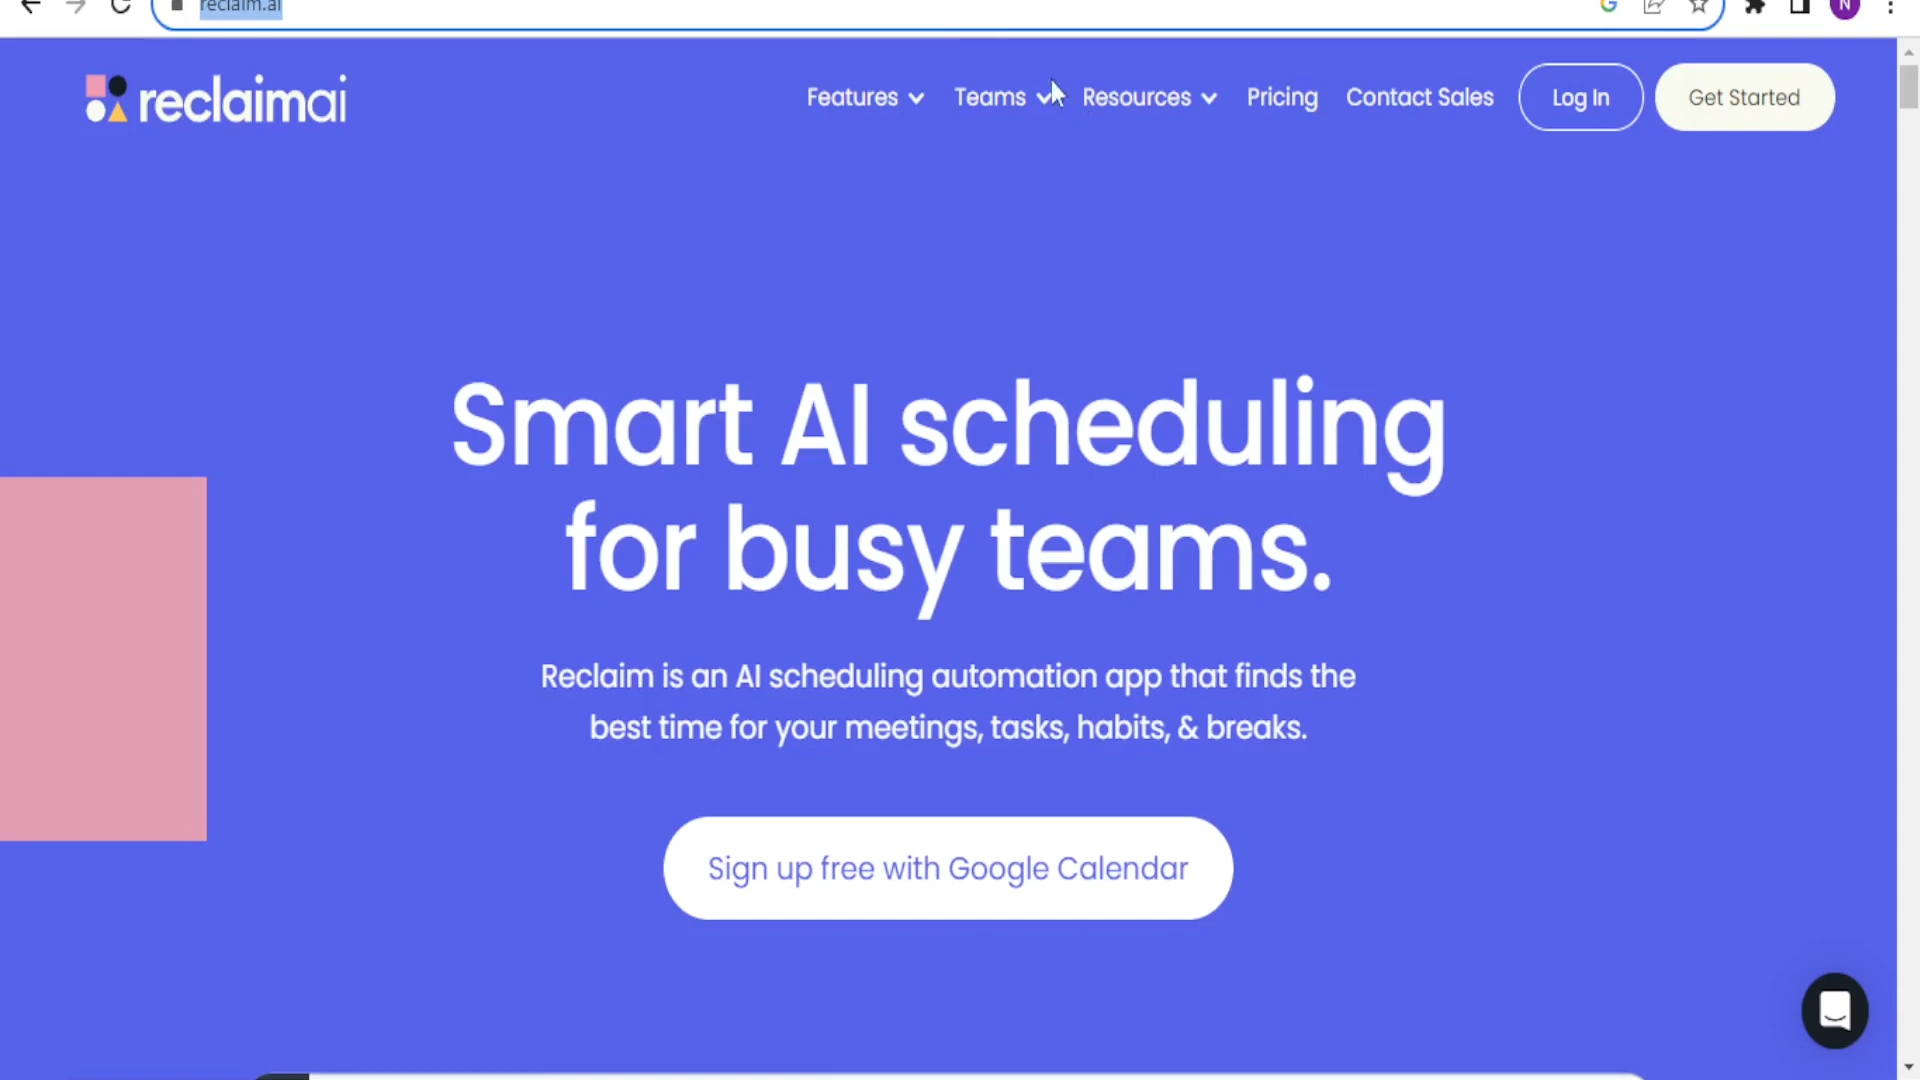 reclaim.ai
N
reclaimai
Features
Teams
Resources
Pricing
Contact Sales
Log In
Get Started
Smart AI scheduling
for busy teams.
Reclaim is an AI scheduling automation app that finds the
best time for your meetings, tasks, habits, & breaks.
Sign up free with Google Calendar